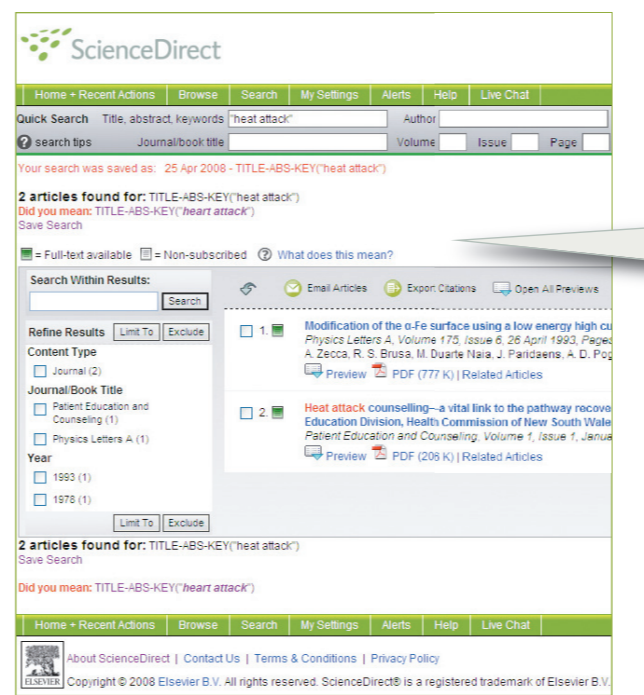 ScienceDirect
Home + Recent Actions Browse Search My Settings Alerts Help Live Chat
Quick Search Title, abstract, keywords "heat attack" Author
? search tips Journal/book title Volume Issue Page
Your search was saved as: 25 Apr 2008 - TITLE-ABS-KEY("heat attack")
2 articles found for: TITLE-ABS-KEY("heat attack")
Did you mean: TITLE-ABS-KEY("heart attack")
Save Search
= Full-text available = Non-subscribed ? What does this mean?
Search Within Results:
Search
Refine Results Limit To Exclude
Content Type
Journal (2)
Journal/Book Title
Patient Education and
Counseling (1)
Physics Letters A (1)
Year
1993 (1)
1978 (1)
Limit To Exclude
Email Articles Export Citations Open All Previews
1. Modification of the α-Fe surface using a low energy high cu
Physics Letters A, Volume 175, Issue 6, 26 April 1993, Pages
A. Zecca, R. S. Brusa, M. Duarte Naia, J. Paridaens, A. D. Pog
Preview PDF (777 K) | Related Articles
2. Heat attack counselling--a vital link to the pathway recove
Education Division, Health Commission of New South Wale
Patient Education and Counseling, Volume 1, Issue 1, Janua
Preview PDF (206 K) | Related Articles
2 articles found for: TITLE-ABS-KEY("heat attack")
Save Search
Did you mean: TITLE-ABS-KEY("heart attack")
Home + Recent Actions Browse Search My Settings Alerts Help Live Chat
ELSEVIER
About ScienceDirect | Contact Us | Terms & Conditions | Privacy Policy
Copyright © 2008 Elsevier B.V. All rights reserved. ScienceDirect® is a registered trademark of Elsevier B.V.